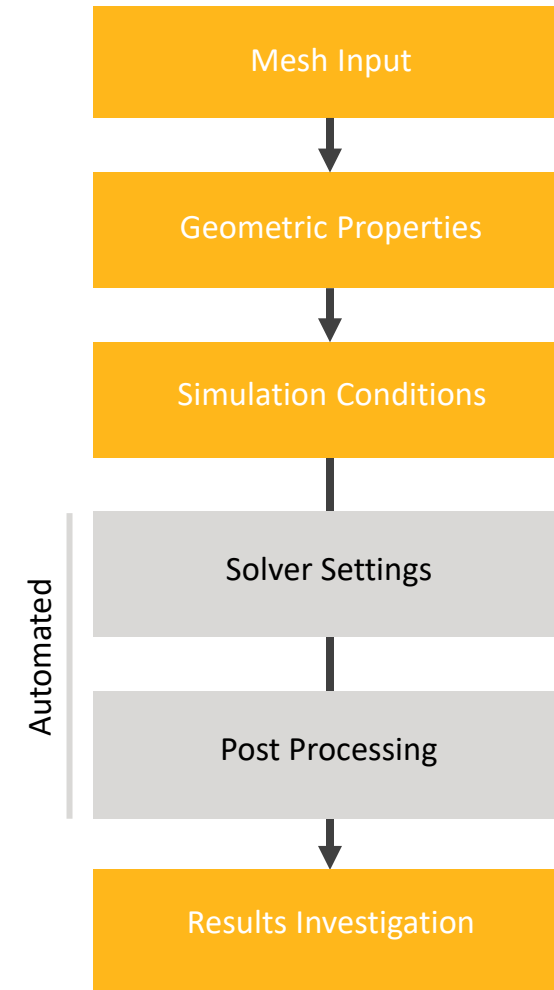 Mesh Input
Geometric Properties
Simulation Conditions
Automated
Solver Settings
Post Processing
Results Investigation